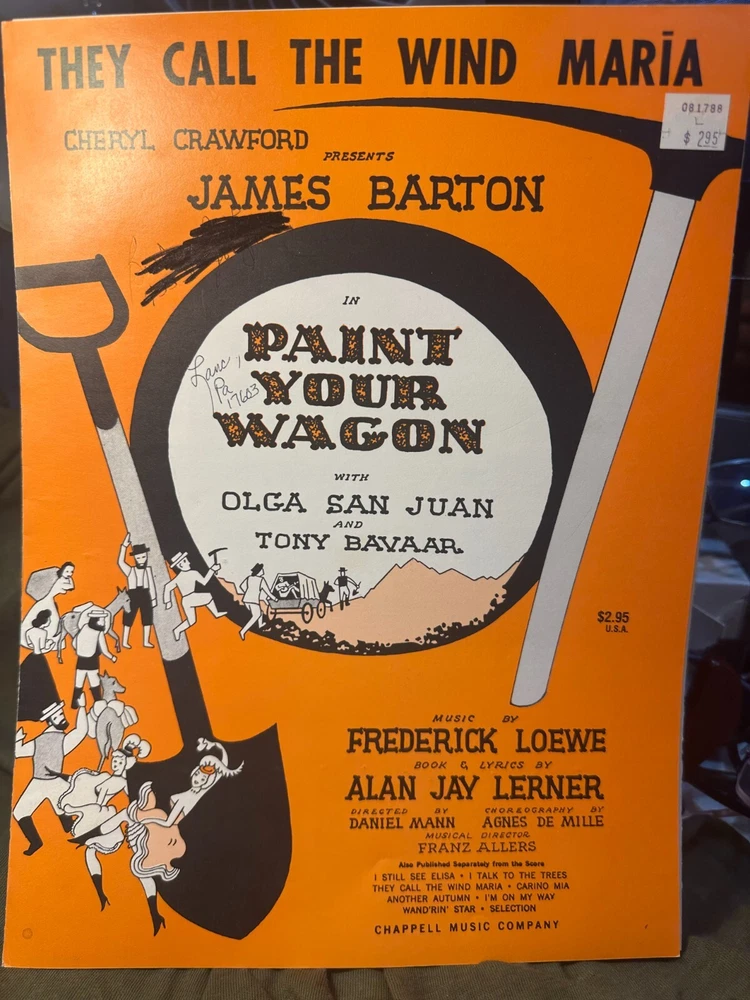 THEY CALL THE WIND MARĪA
081788
L
$ 2.95
CHERYL CRAWFORD
PRESENTS
JAMES BARTON
IN
PAINT
YOUR
WAGON
Lanc,
Pa
17603
WITH
OLGA SAN JUAN
AND
TONY BAVAAR
$2.95
U.S.A.
MUSIC BY
FREDERICK LOEWE
BOOK & LYRICS BY
ALAN JAY LERNER
DIRECTED BY CHOREOGRAPHY BY
DANIEL MANN AGNES DE MILLE
MUSICAL DIRECTOR
FRANZ ALLERS
Also Published Separately from the Score
I STILL SEE ELISA • I TALK TO THE TREES
THEY CALL THE WIND MARIA • CARINO MIA
ANOTHER AUTUMN • I'M ON MY WAY
WAND'RIN' STAR • SELECTION
CHAPPELL MUSIC COMPANY